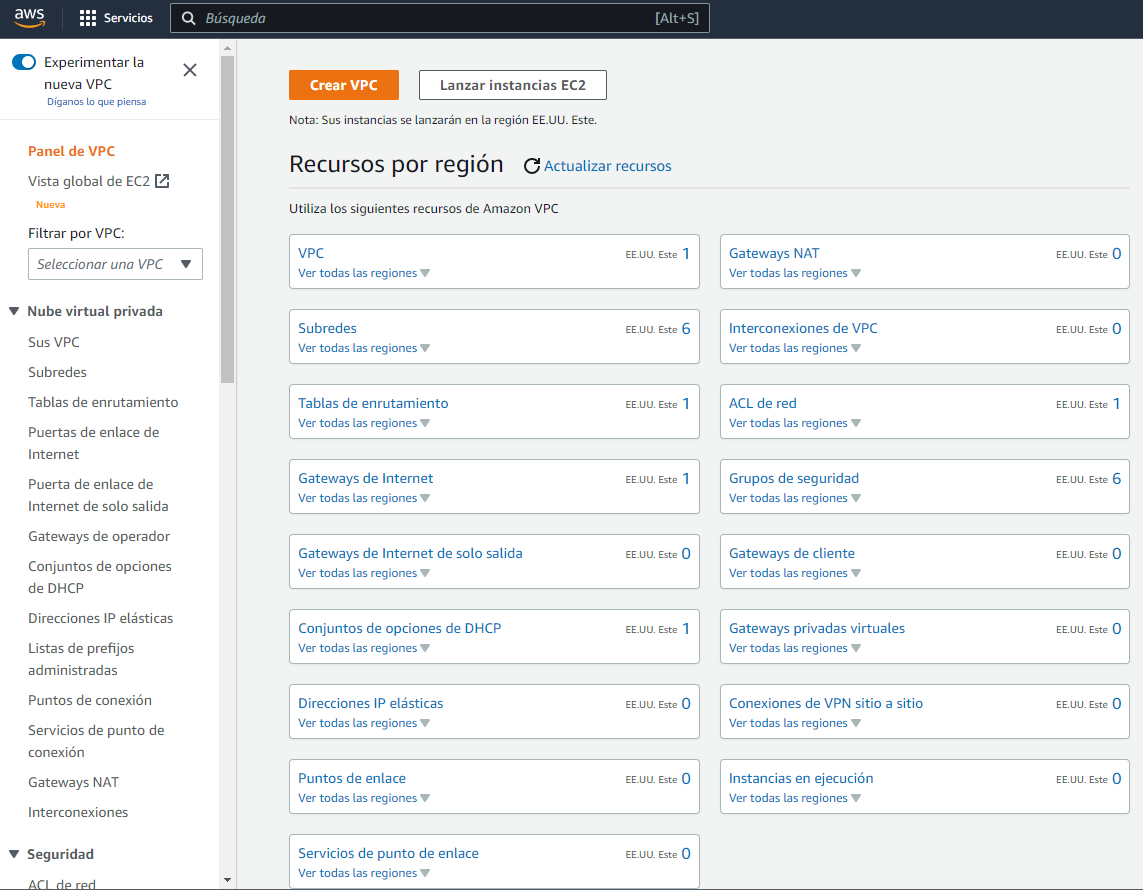 aws
Servicios
Búsqueda
[Alt+S]
Experimentar la
nueva VPC
Díganos lo que piensa
Panel de VPC
Vista global de EC2
Nueva
Filtrar por VPC:
Seleccionar una VPC
Nube virtual privada
Sus VPC
Subredes
Tablas de enrutamiento
Puertas de enlace de
Internet
Puerta de enlace de
Internet de solo salida
Gateways de operador
Conjuntos de opciones
de DHCP
Direcciones IP elásticas
Listas de prefijos
administradas
Puntos de conexión
Servicios de punto de
conexión
Gateways NAT
Interconexiones
Seguridad
ACL de red
Crear VPC
Lanzar instancias EC2
Nota: Sus instancias se lanzarán en la región EE.UU. Este.
Recursos por región
Actualizar recursos
Utiliza los siguientes recursos de Amazon VPC
VPC EE.UU. Este 1
Ver todas las regiones
Gateways NAT EE.UU. Este 0
Ver todas las regiones
Subredes EE.UU. Este 6
Ver todas las regiones
Interconexiones de VPC EE.UU. Este 0
Ver todas las regiones
Tablas de enrutamiento EE.UU. Este 1
Ver todas las regiones
ACL de red EE.UU. Este 1
Ver todas las regiones
Gateways de Internet EE.UU. Este 1
Ver todas las regiones
Grupos de seguridad EE.UU. Este 6
Ver todas las regiones
Gateways de Internet de solo salida EE.UU. Este 0
Ver todas las regiones
Gateways de cliente EE.UU. Este 0
Ver todas las regiones
Conjuntos de opciones de DHCP EE.UU. Este 1
Ver todas las regiones
Gateways privadas virtuales EE.UU. Este 0
Ver todas las regiones
Direcciones IP elásticas EE.UU. Este 0
Ver todas las regiones
Conexiones de VPN sitio a sitio EE.UU. Este 0
Ver todas las regiones
Puntos de enlace EE.UU. Este 0
Ver todas las regiones
Instancias en ejecución EE.UU. Este 0
Ver todas las regiones
Servicios de punto de enlace EE.UU. Este 0
Ver todas las regiones